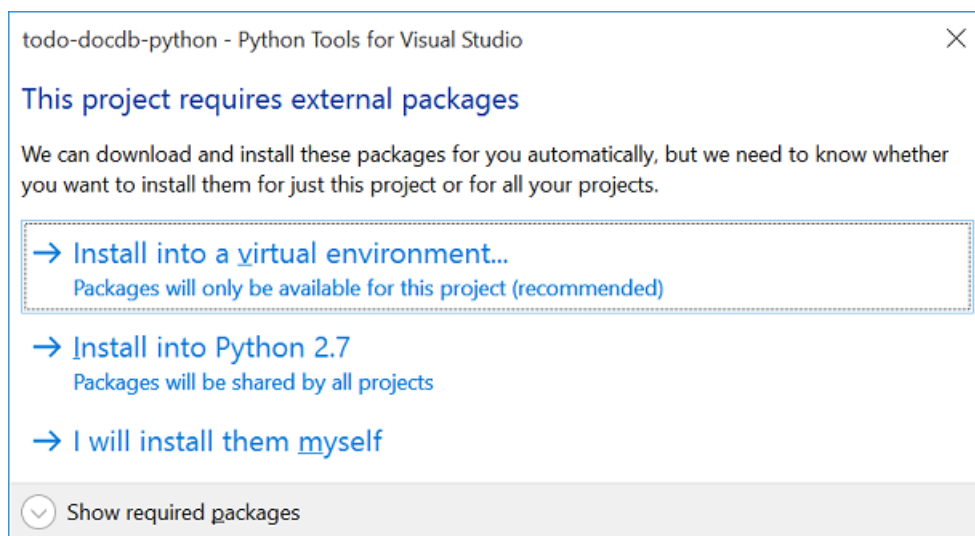 todo-docdb-python - Python Tools for Visual Studio
This project requires external packages
We can download and install these packages for you automatically, but we need to know whether
you want to install them for just this project or for all your projects.
Install into a virtual environment...
Packages will only be available for this project (recommended)
Install into Python 2.7
Packages will be shared by all projects
I will install them myself
Show required packages